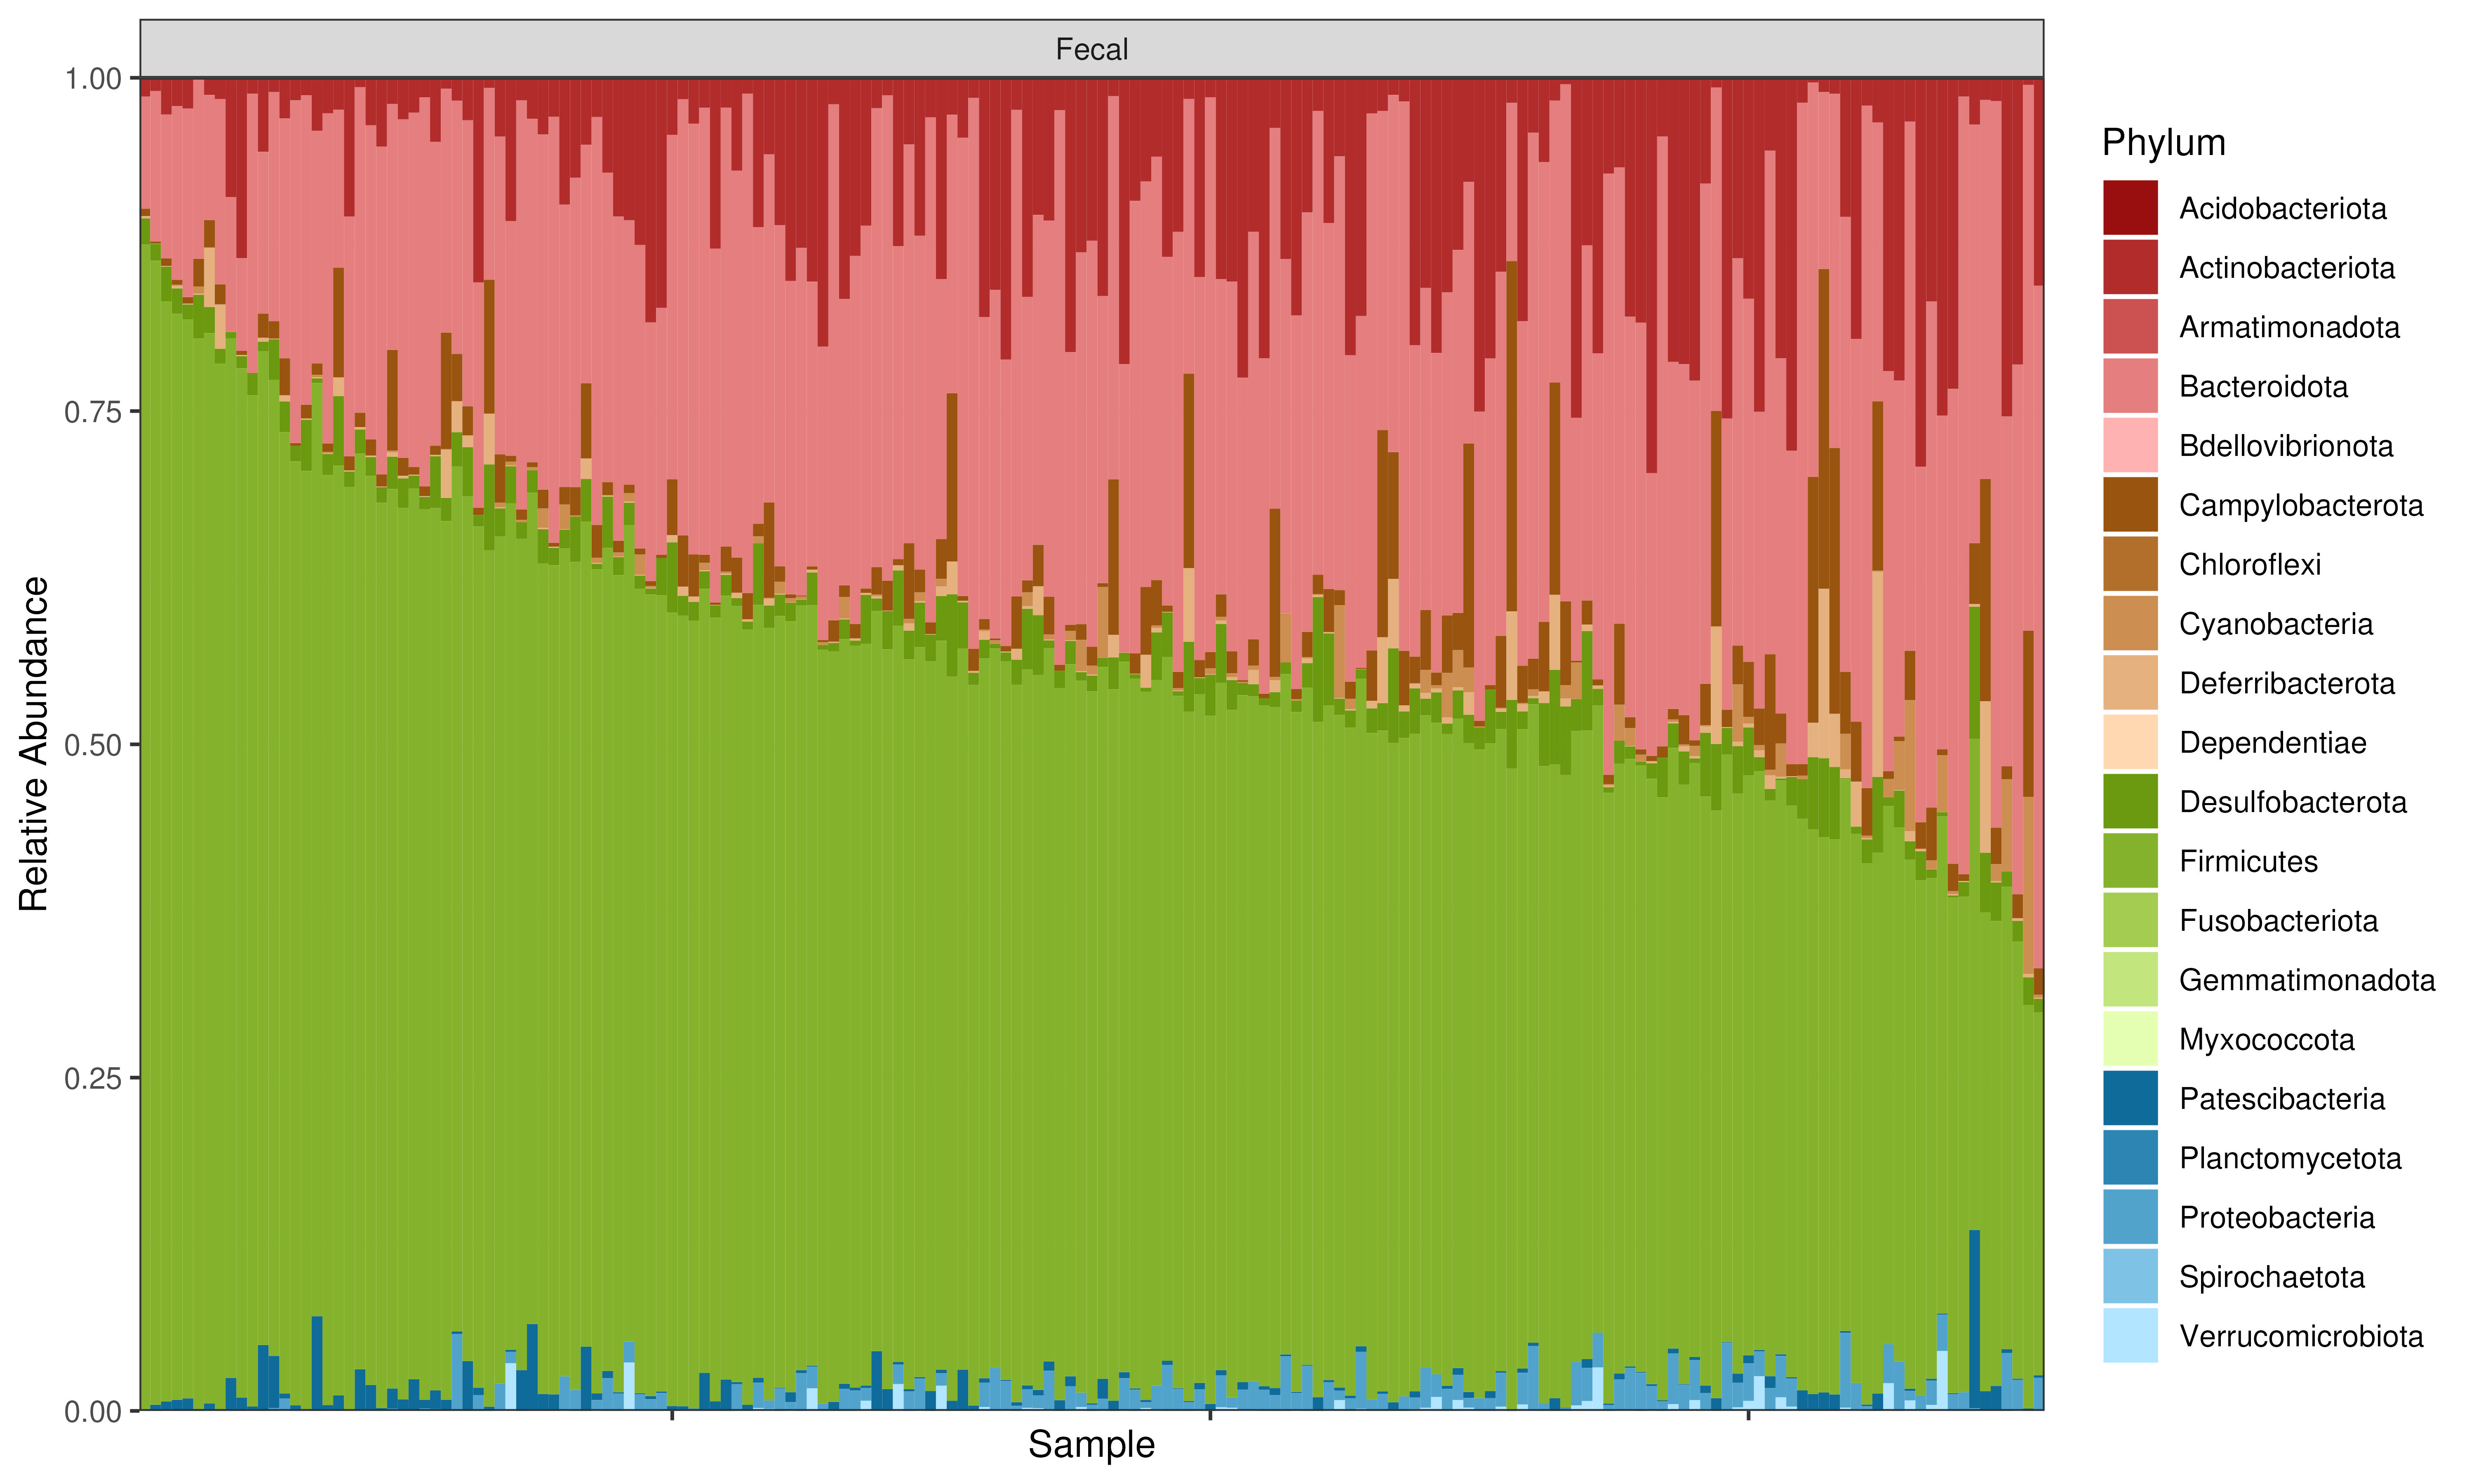 Fecal
1.00
0.75
0.50
0.25
0.00
Relative Abundance
Sample
Phylum
Acidobacteriota
Actinobacteriota
Armatimonadota
Bacteroidota
Bdellovibrionota
Campylobacterota
Chloroflexi
Cyanobacteria
Deferribacterota
Dependentiae
Desulfobacterota
Firmicutes
Fusobacteriota
Gemmatimonadota
Myxococcota
Patescibacteria
Planctomycetota
Proteobacteria
Spirochaetota
Verrucomicrobiota